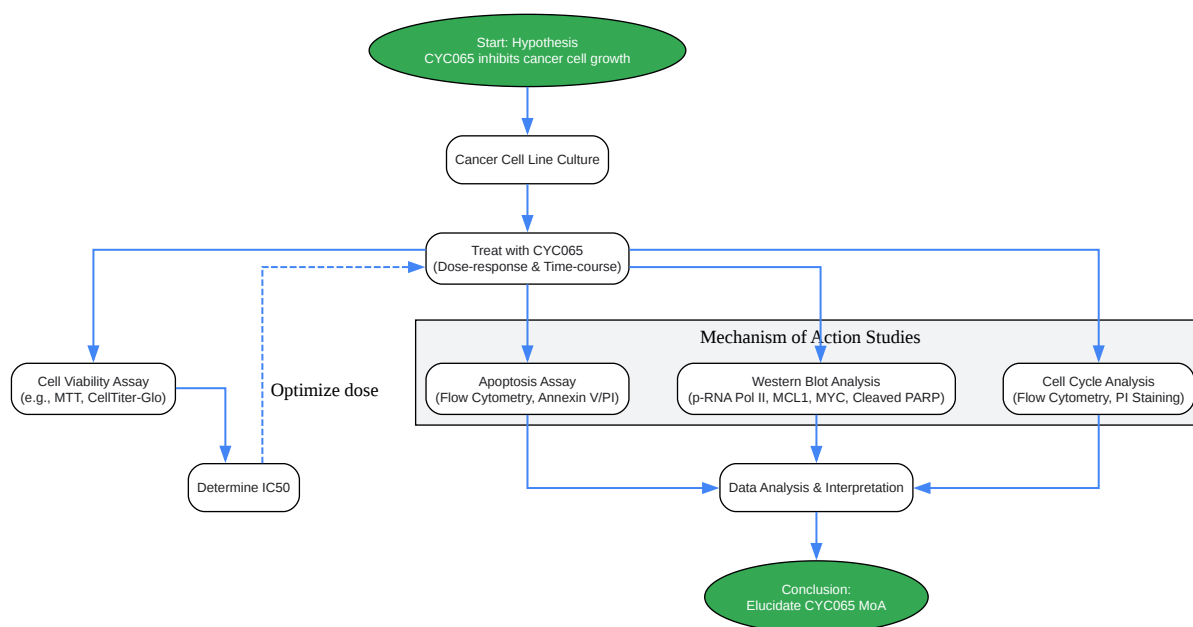 Start: Hypothesis
CYC065 inhibits cancer cell growth
Cancer Cell Line Culture
Treat with CYC065
(Dose-response & Time-course)
Mechanism of Action Studies
Cell Viability Assay
(e.g., MTT, CellTiter-Glo)
Optimize dose
Apoptosis Assay
(Flow Cytometry, Annexin V/PI)
Western Blot Analysis
(p-RNA Pol II, MCL1, MYC, Cleaved PARP)
Cell Cycle Analysis
(Flow Cytometry, PI Staining)
Determine IC50
Data Analysis & Interpretation
Conclusion:
Elucidate CYC065 MoA